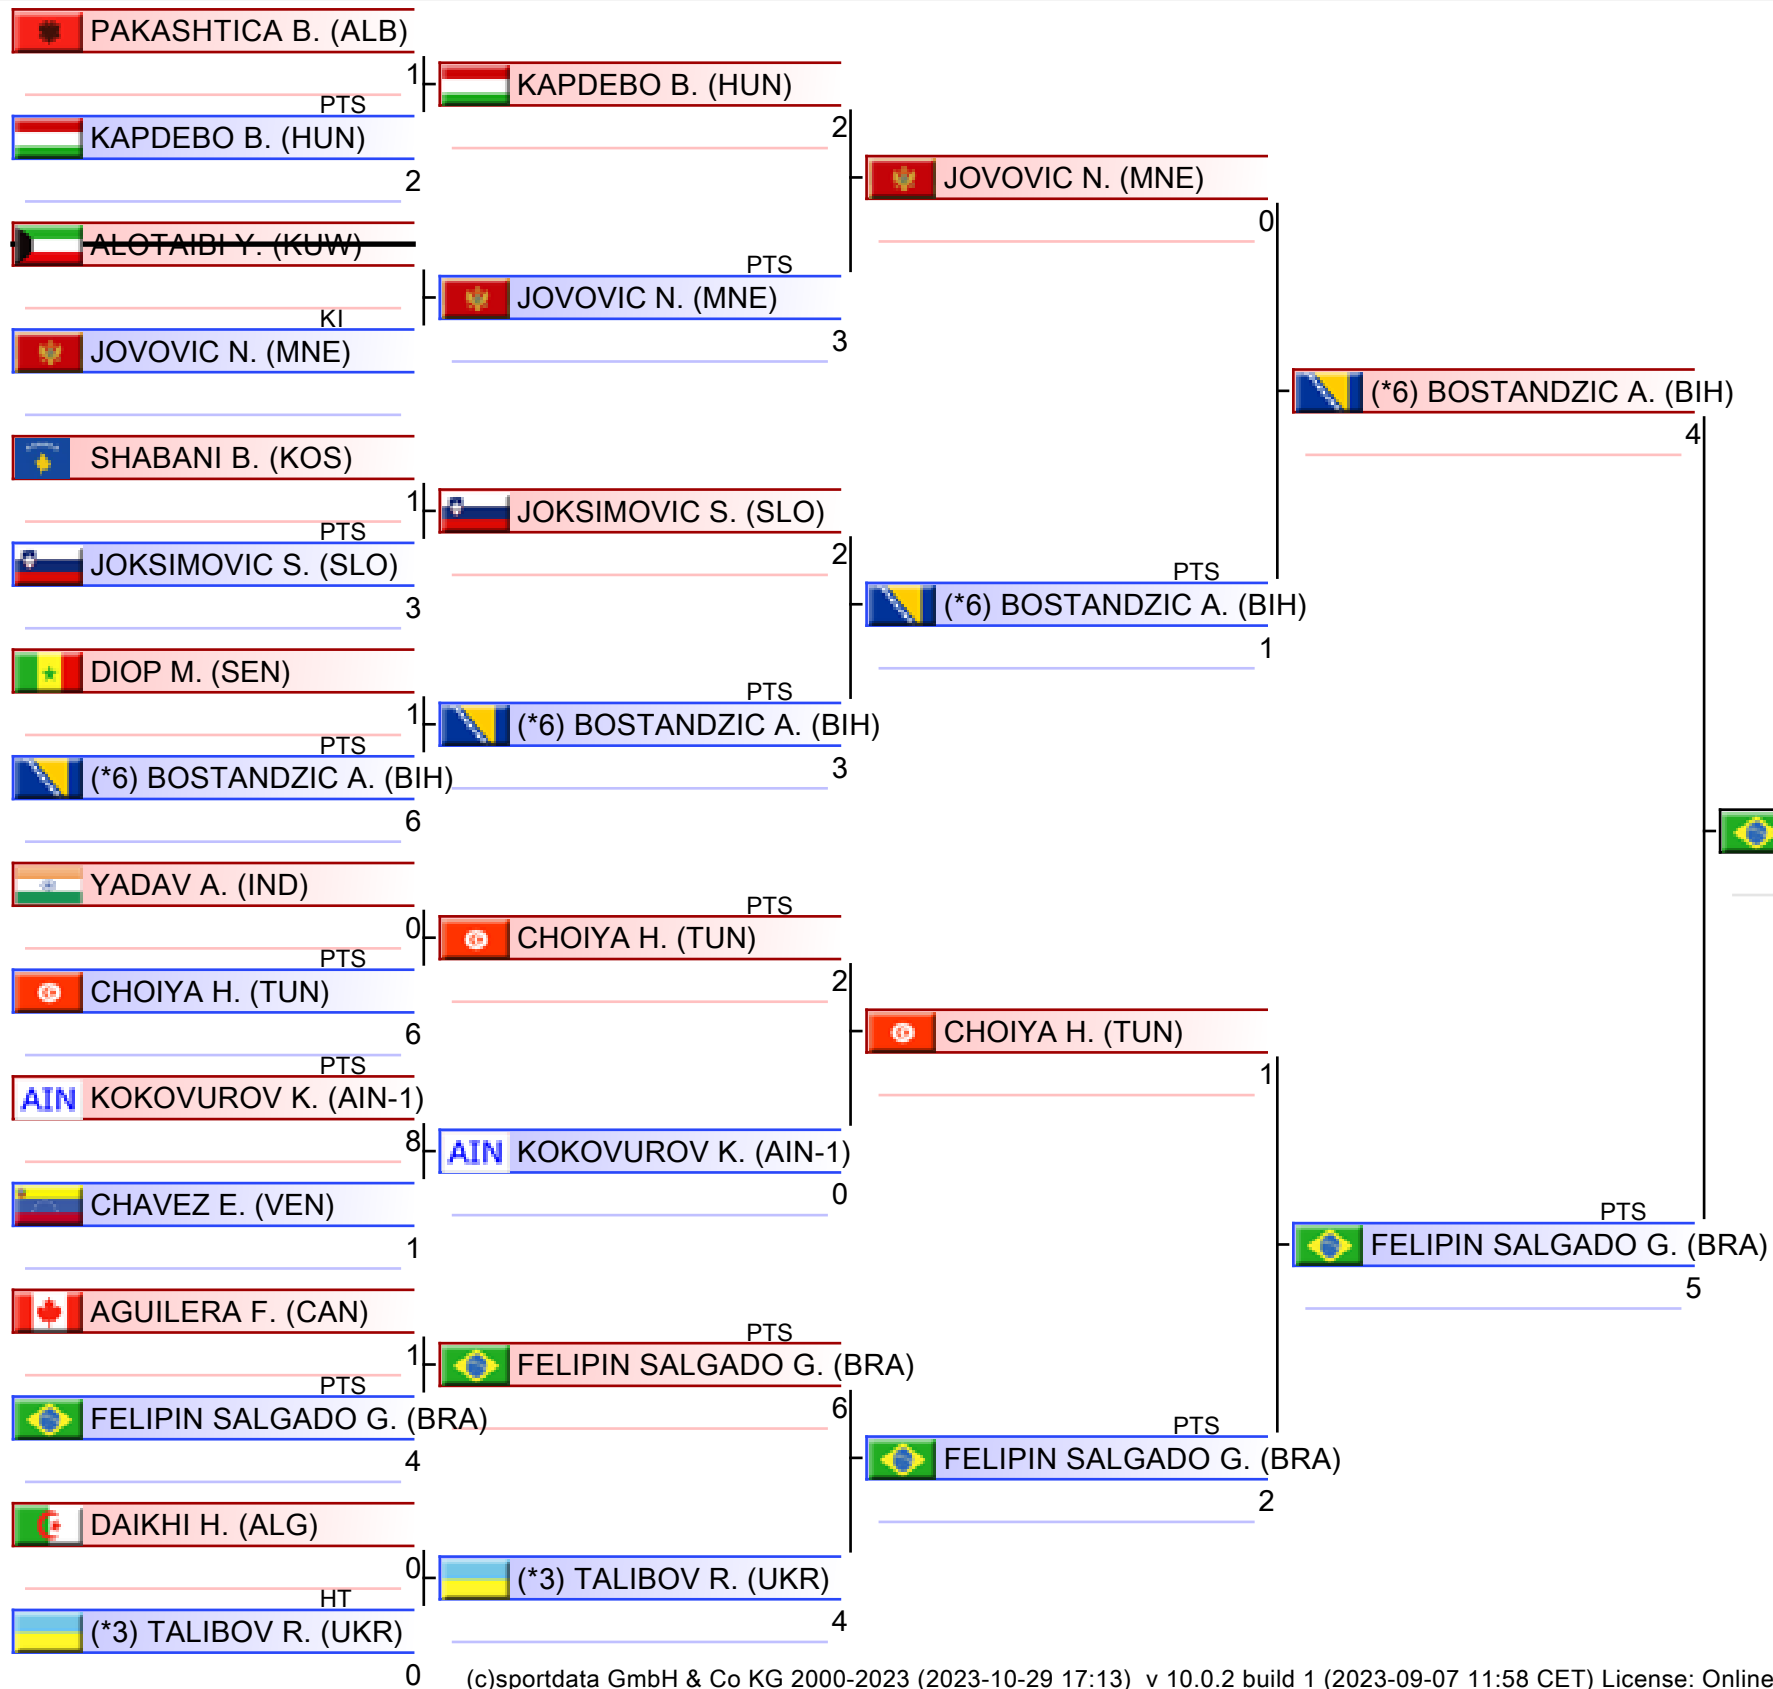 PAKASHTICA B. (ALB)
1
PTS
KAPDEBO B. (HUN)
2
ALOTAIBI Y. (KUW)
KI
JOVOVIC N. (MNE)
SHABANI B. (KOS)
1
PTS
JOKSIMOVIC S. (SLO)
3
DIOP M. (SEN)
1
PTS
(*6) BOSTANDZIC A. (BIH)
6
YADAV A. (IND)
0
PTS
CHOIYA H. (TUN)
6
PTS
AIN KOKOVUROV K. (AIN-1)
8
CHAVEZ E. (VEN)
1
AGUILERA F. (CAN)
1
PTS
FELIPIN SALGADO G. (BRA)
4
DAIKHI H. (ALG)
0
HT
(*3) TALIBOV R. (UKR)
0
KAPDEBO B. (HUN)
2
PTS
JOVOVIC N. (MNE)
3
JOKSIMOVIC S. (SLO)
2
PTS
(*6) BOSTANDZIC A. (BIH)
3
PTS
CHOIYA H. (TUN)
2
AIN KOKOVUROV K. (AIN-1)
0
PTS
FELIPIN SALGADO G. (BRA)
6
(*3) TALIBOV R. (UKR)
4
JOVOVIC N. (MNE)
0
PTS
(*6) BOSTANDZIC A. (BIH)
1
CHOIYA H. (TUN)
1
PTS
FELIPIN SALGADO G. (BRA)
2
(*6) BOSTANDZIC A. (BIH)
4
PTS
FELIPIN SALGADO G. (BRA)
5
(c)sportdata GmbH & Co KG 2000-2023 (2023-10-29 17:13) v 10.0.2 build 1 (2023-09-07 11:58 CET) License: Online